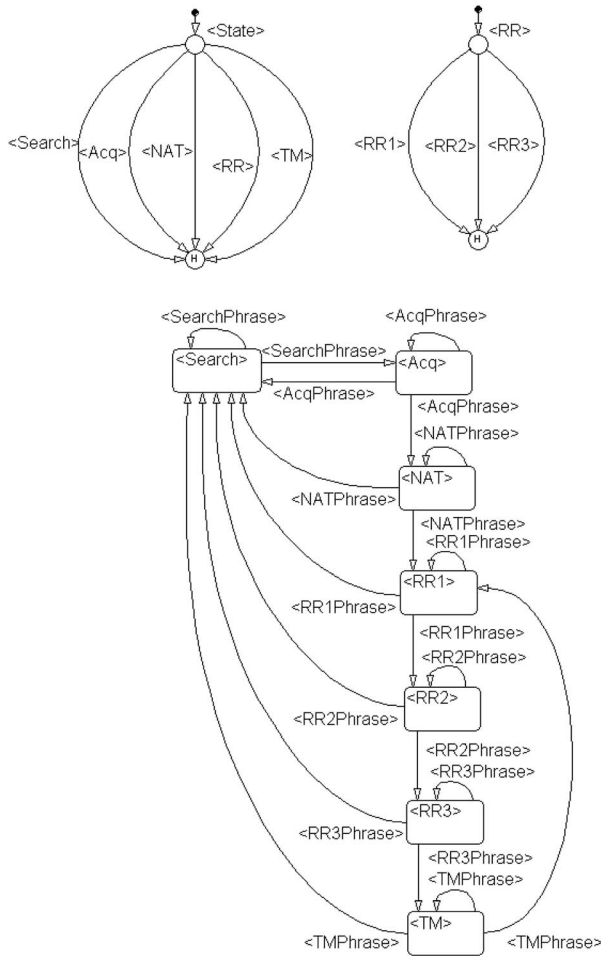 <State>
<Search>
<Acq>
<NAT>
<RR>
<TM>
H
<RR>
<RR1>
<RR2>
<RR3>
H
<SearchPhrase>
<Search>
<SearchPhrase>
<AcqPhrase>
<Acq>
<AcqPhrase>
<AcqPhrase>
<NATPhrase>
<NAT>
<NATPhrase>
<NATPhrase>
<RR1Phrase>
<RR1>
<RR1Phrase>
<RR1Phrase>
<RR2Phrase>
<RR2>
<RR2Phrase>
<RR2Phrase>
<RR3Phrase>
<RR3>
<RR3Phrase>
<RR3Phrase>
<TMPhrase>
<TM>
<TMPhrase>
<TMPhrase>